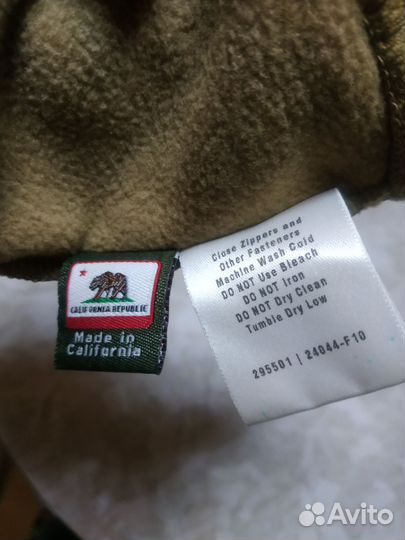 Close Zippers and
Other Fasteners
Machine Wash Cold
DO NOT Use Bleach
DO NOT Iron
DO NOT Dry Clean
Tumble Dry Low
295501 | 24044-F10
CALIFORNIA REPUBLIC
Made in
California
Avito